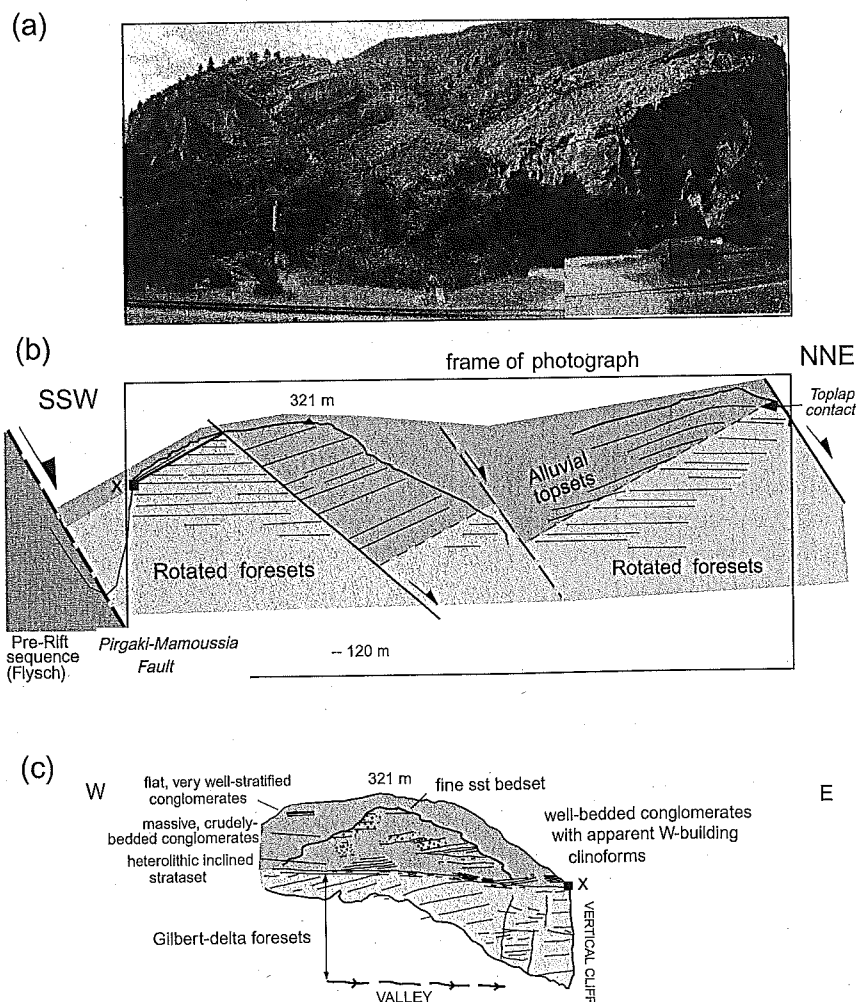 (a)
(b)
frame of photograph
NNE
SSW
321 m
Toplap
contact
X
Alluvial
topsets
Rotated foresets
Rotated foresets
Pre-Rift
sequence
(Flysch)
Pirgaki-Mamoussia
Fault
-- 120 m
(c)
W
321 m
E
flat, very well-stratified
conglomerates
fine sst bedset
massive, crudely-
bedded conglomerates
well-bedded conglomerates
with apparent W-building
clinoforms
heterolithic inclined
strataset
X
Gilbert-delta foresets
VERTICAL CLIFF
VALLEY